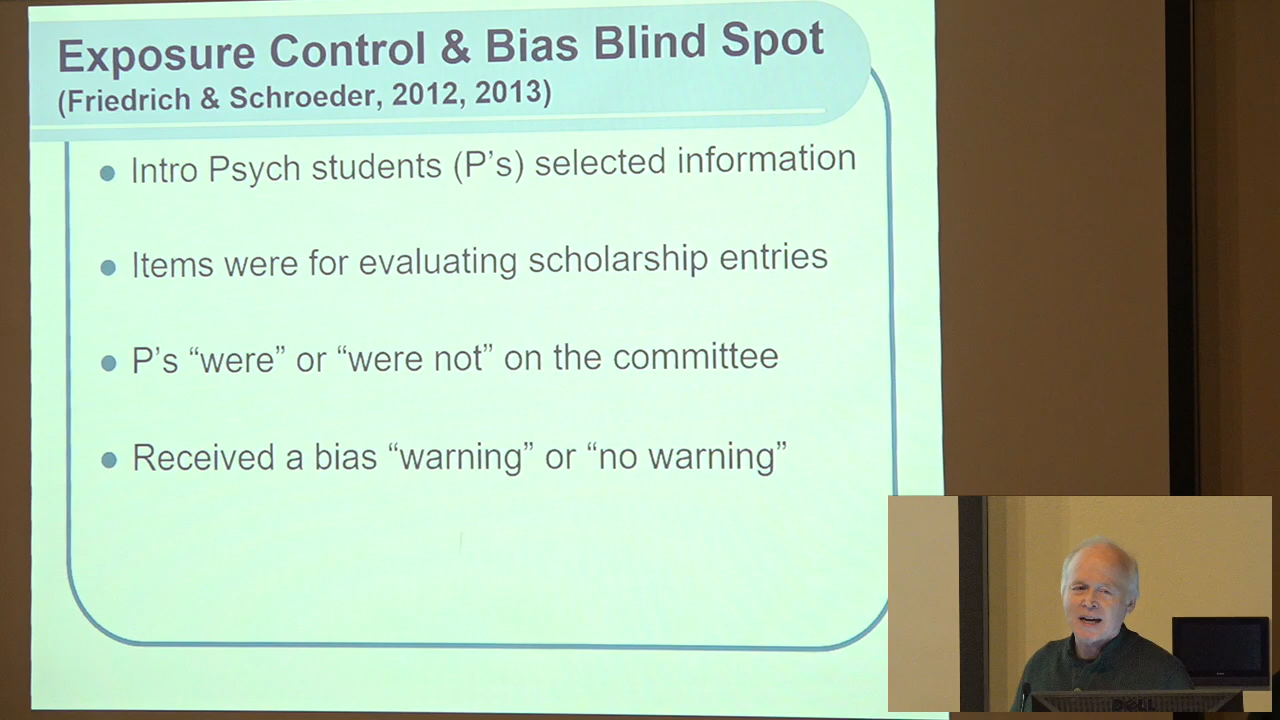 Exposure Control & Bias Blind Spot
(Friedrich & Schroeder, 2012, 2013)
Intro Psych students (P's) selected information
Items were for evaluating scholarship entries
P's “were” or “were not” on the committee
Received a bias “warning” or “no warning”
DELL